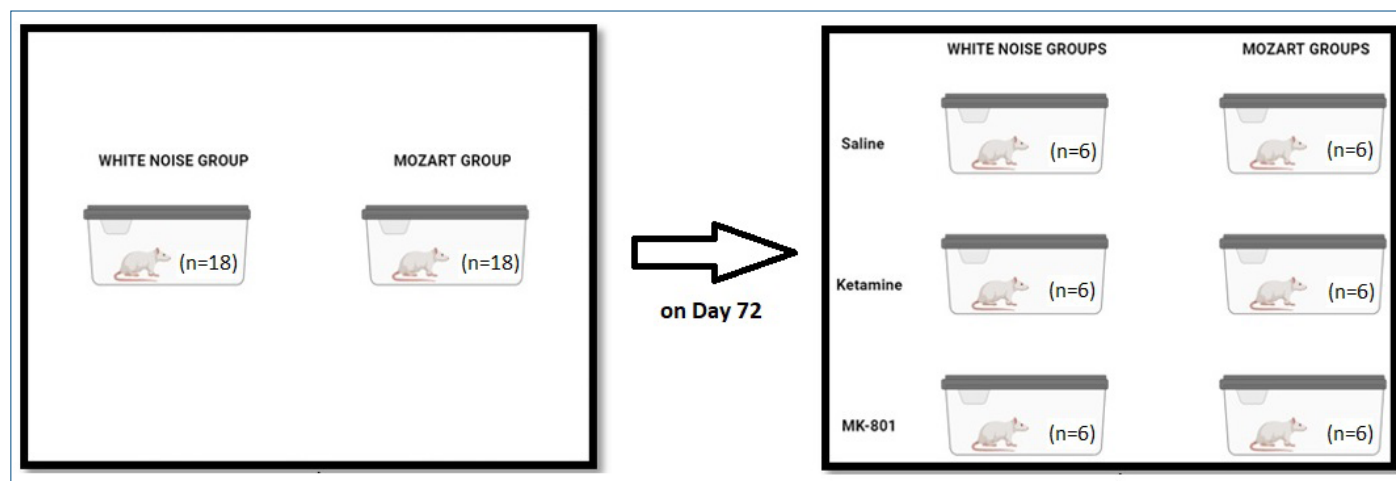 WHITE NOISE GROUP
MOZART GROUP
(n=18)
(n=18)
on Day 72
WHITE NOISE GROUPS
MOZART GROUPS
Saline
(n=6)
(n=6)
Ketamine
(n=6)
(n=6)
MK-801
(n=6)
(n=6)